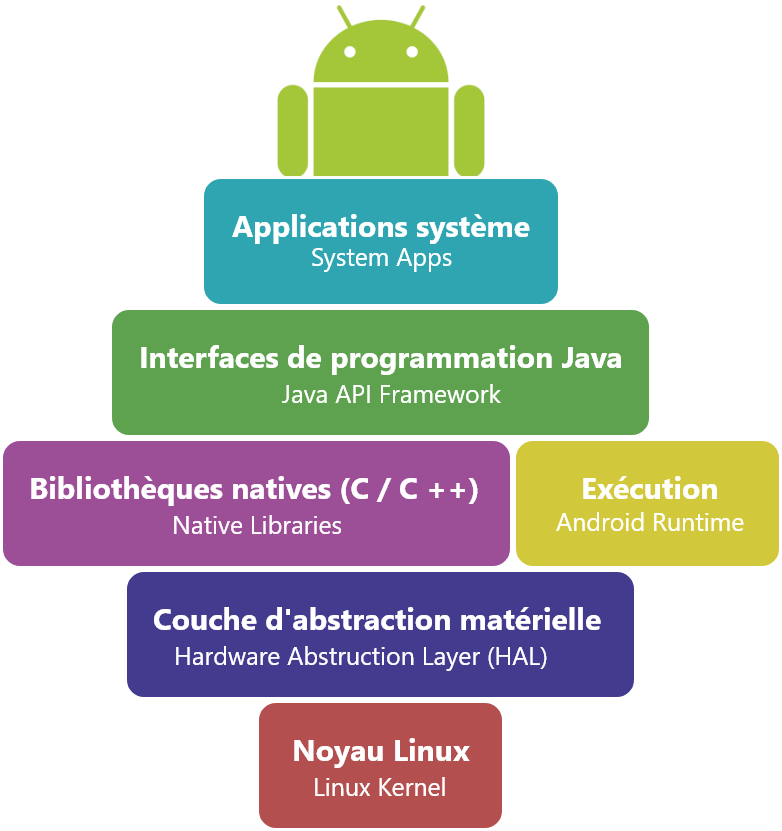 Applications système
System Apps
Interfaces de programmation Java
Java API Framework
Bibliothèques natives (C / C ++)
Native Libraries
Exécution
Android Runtime
Couche d'abstraction matérielle
Hardware Abstruction Layer (HAL)
Noyau Linux
Linux Kernel